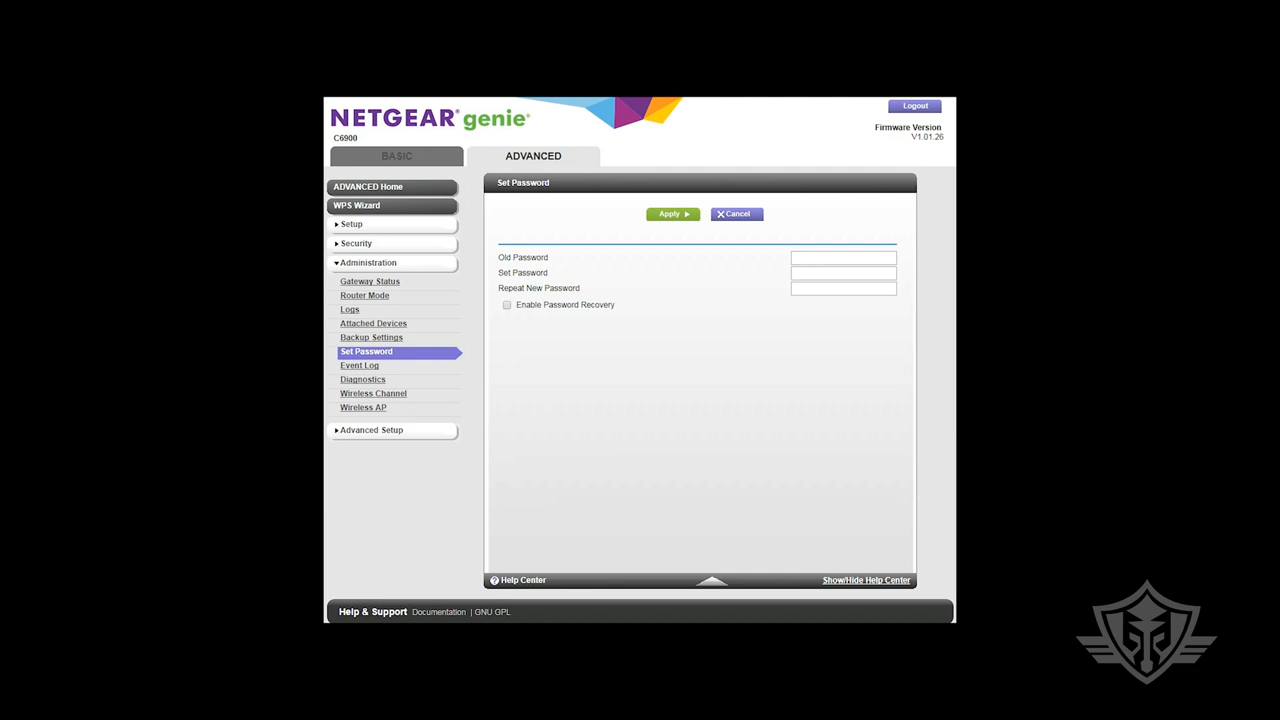 NETGEAR® genie®
Logout
C6900
Firmware Version
V1.01.26
BASIC
ADVANCED
ADVANCED Home
WPS Wizard
Setup
Security
Administration
Gateway Status
Router Mode
Logs
Attached Devices
Backup Settings
Set Password
Event Log
Diagnostics
Wireless Channel
Wireless AP
Advanced Setup
Set Password
Apply
Cancel
Old Password
Set Password
Repeat New Password
Enable Password Recovery
Help Center
Show/Hide Help Center
Help & Support Documentation | GNU GPL